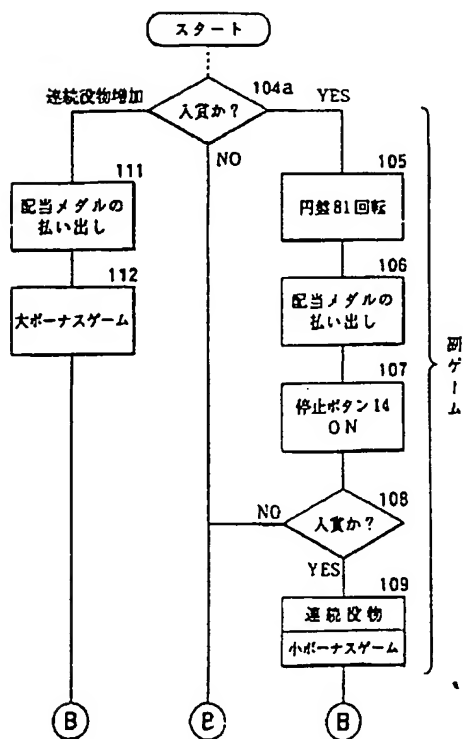 スタート
104a
連続役物増加
入賞か?
YES
NO
111
配当メダルの
払い出し
112
大ボーナスゲーム
105
円盤81回転
106
配当メダルの
払い出し
107
停止ボタン14
ON
108
NO
入賞か?
YES
109
連続役物
小ボーナスゲーム
副ゲーム
B
B